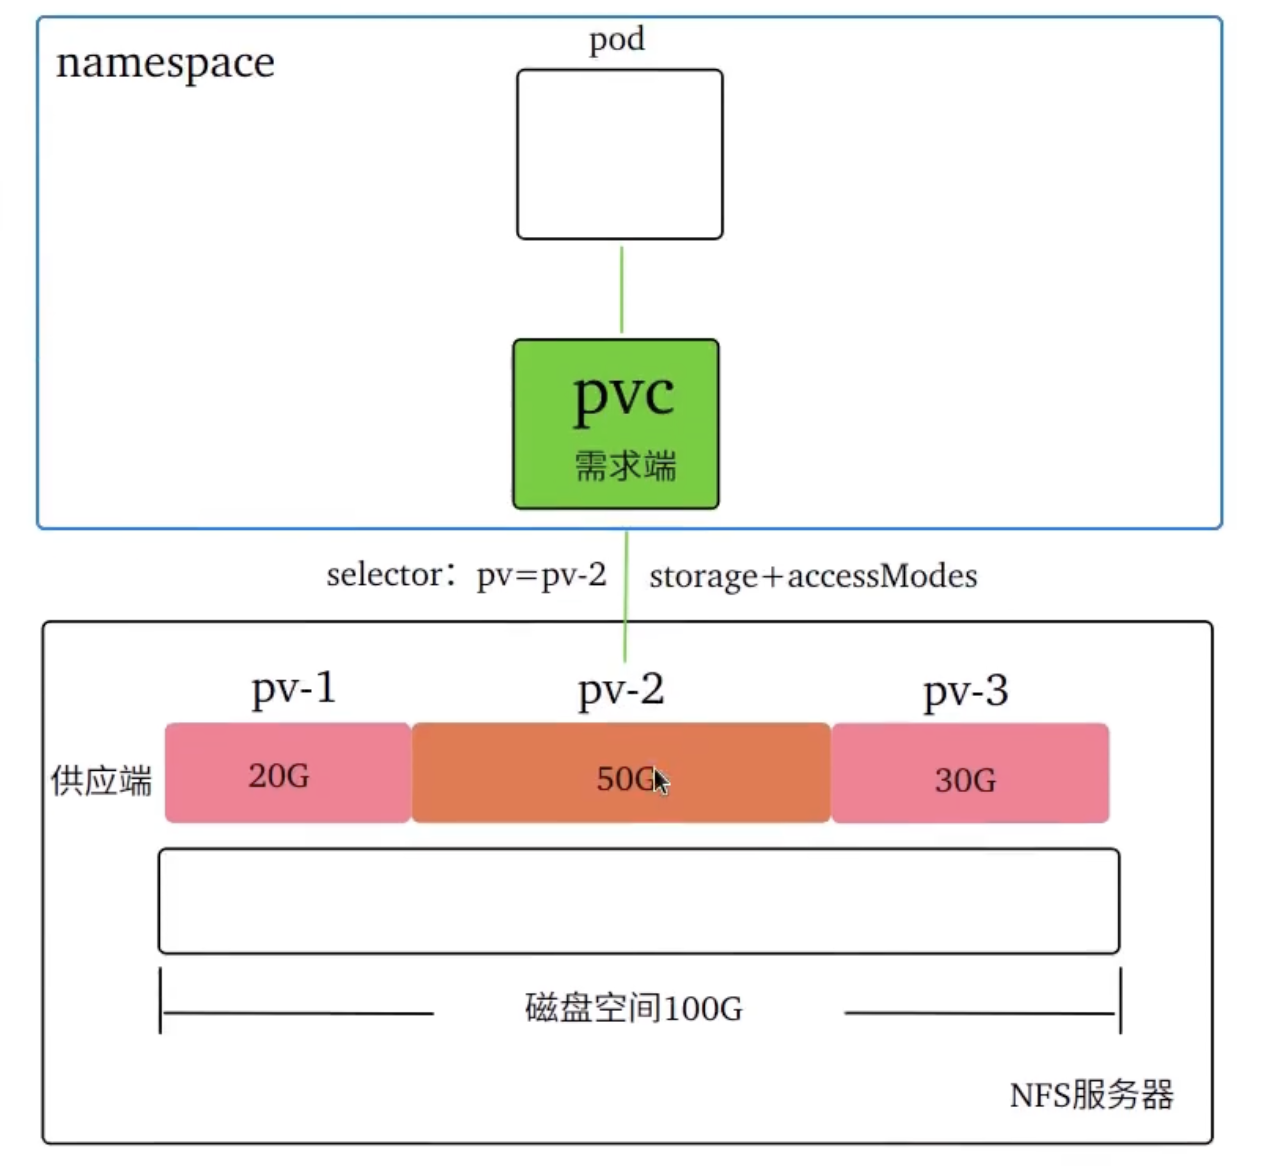 pod
namespace
pvc
需求端
selector：pv=pv-2
storage+accessModes
pv-1
pv-2
pv-3
供应端
20G
50G
30G
磁盘空间100G
NFS服务器